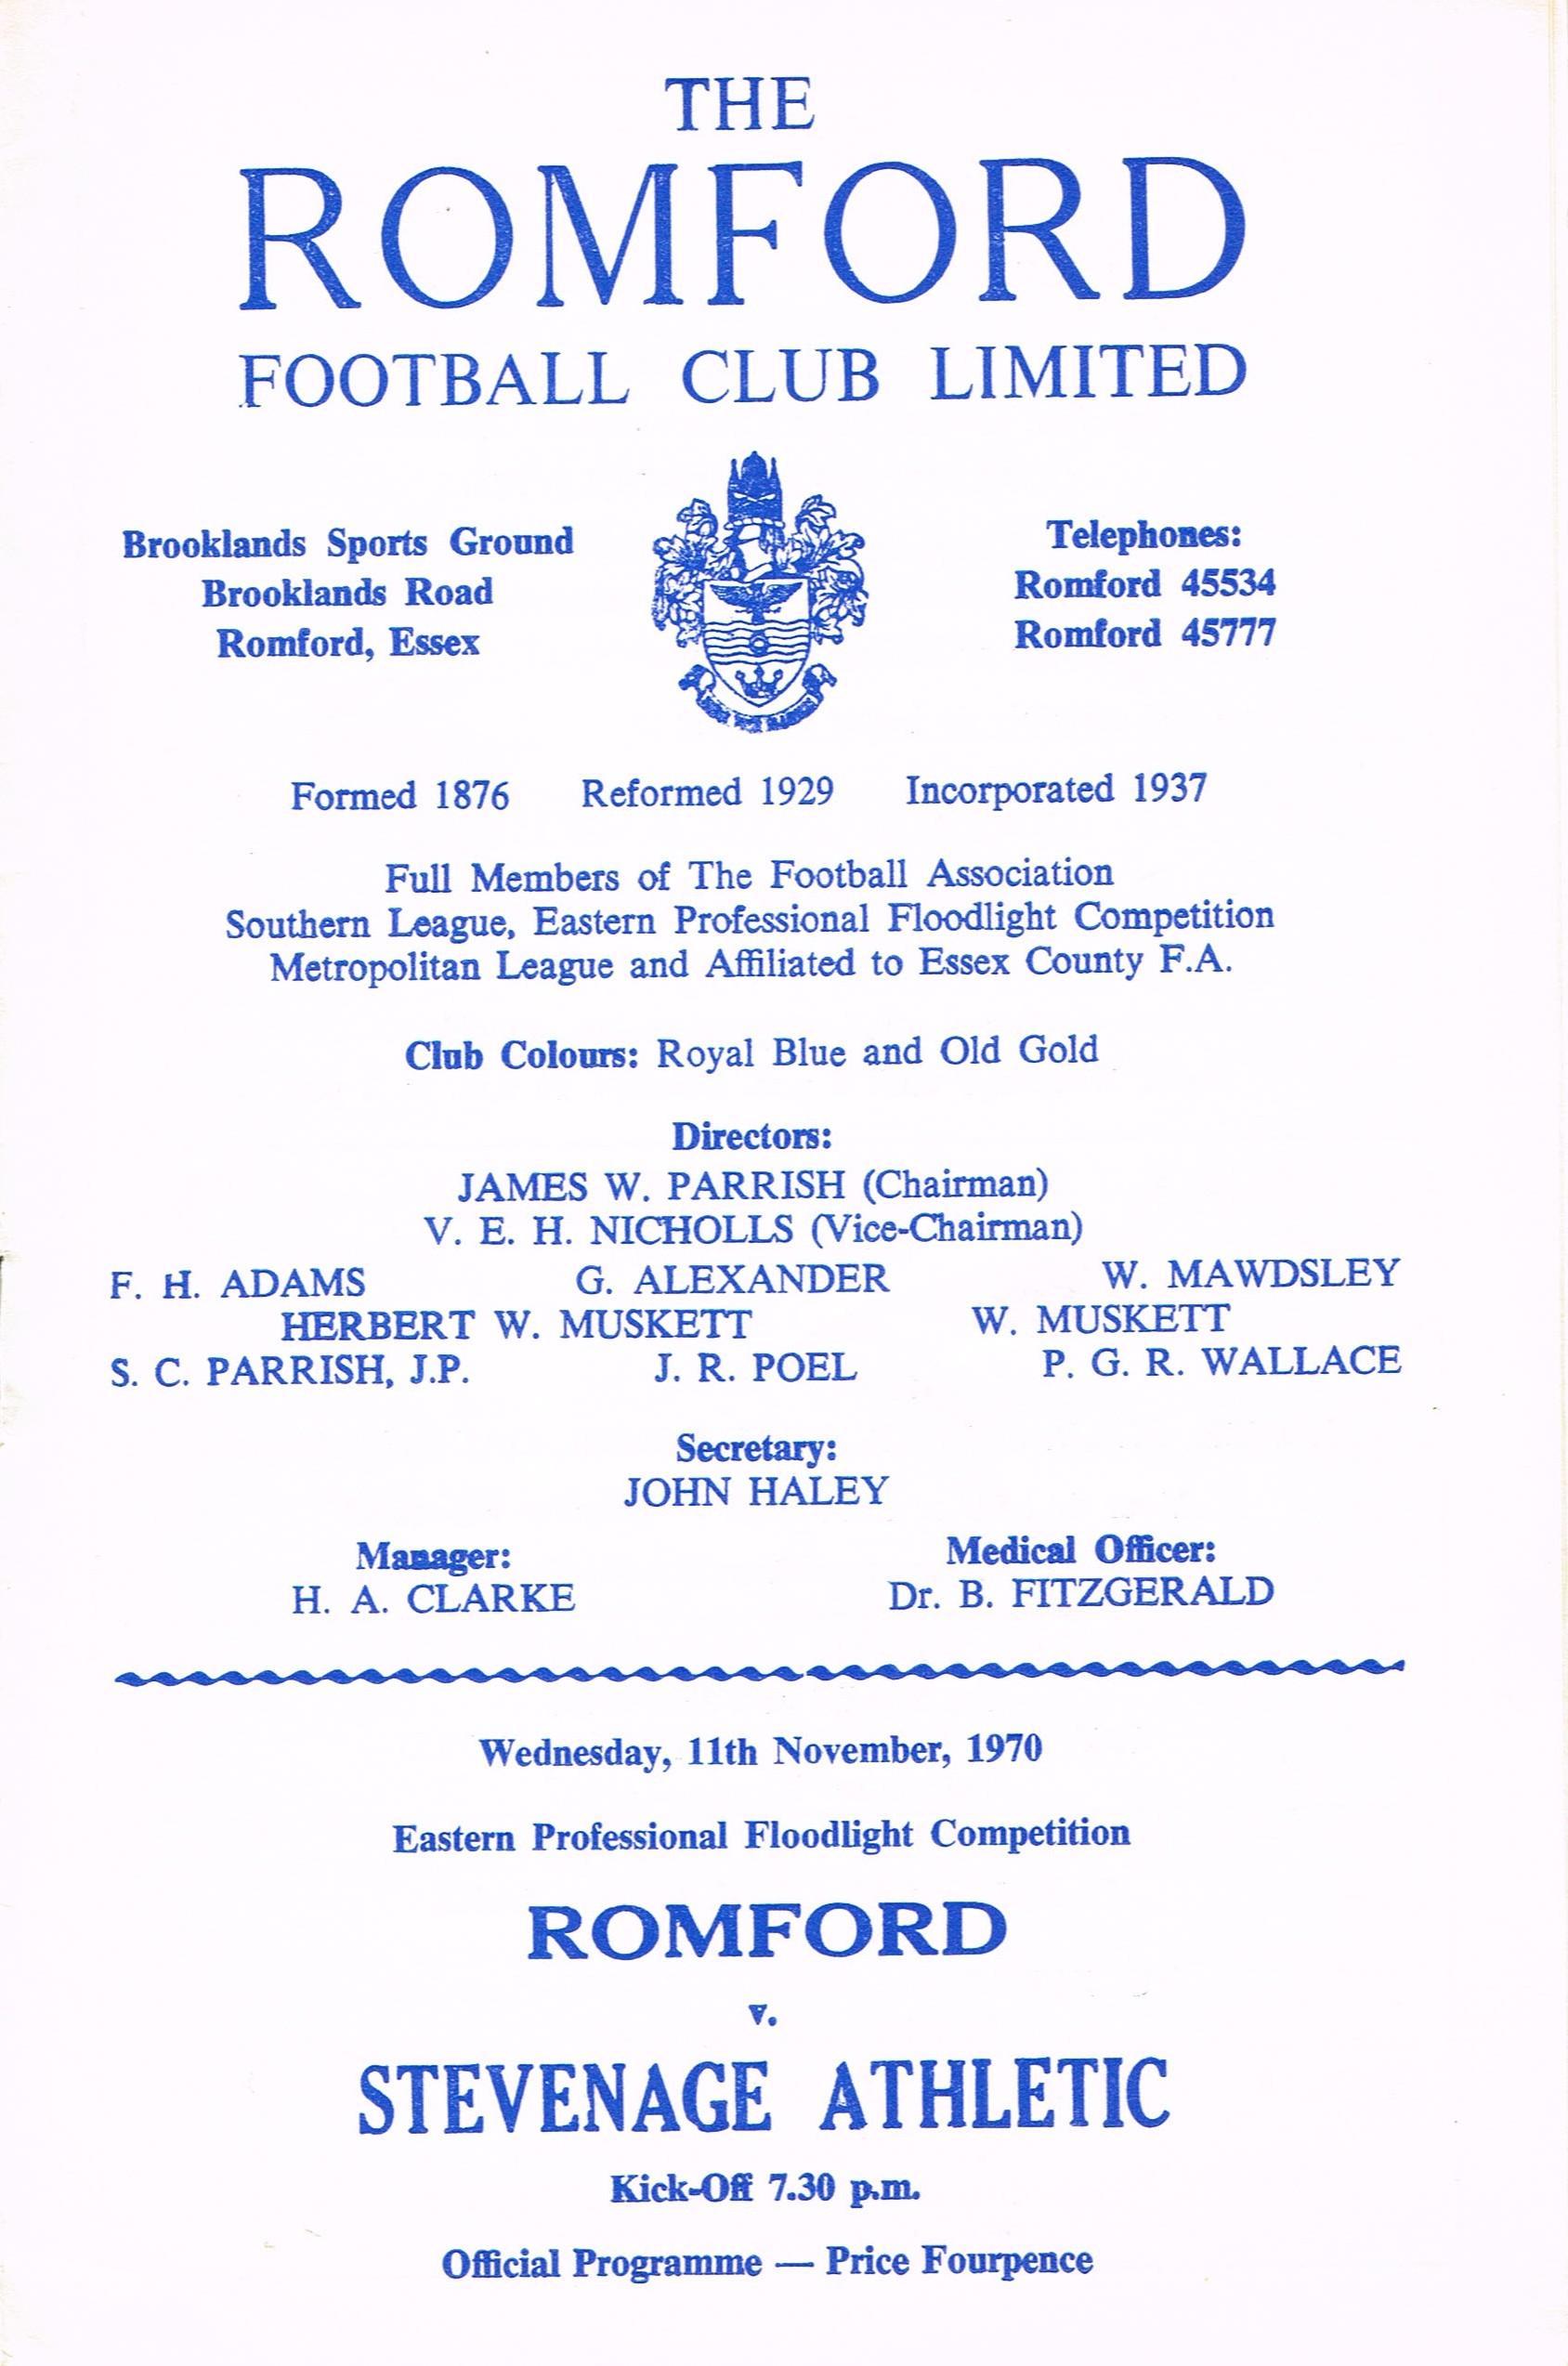 THE
ROMFORD
FOOTBALL CLUB LIMITED
Brooklands Sports Ground
Brooklands Road
Romford, Essex
Telephones:
Romford 45534
Romford 45777
Formed 1876 Reformed 1929 Incorporated 1937
Full Members of The Football Association
Southern League, Eastern Professional Floodlight Competition
Metropolitan League and Affiliated to Essex County F.A.
Club Colours: Royal Blue and Old Gold
Directors:
JAMES W. PARRISH (Chairman)
V. E. H. NICHOLLS (Vice-Chairman)
F. H. ADAMS G. ALEXANDER W. MAWDSLEY
HERBERT W. MUSKETT W. MUSKETT
S. C. PARRISH, J.P. J. R. POEL P. G. R. WALLACE
Secretary:
JOHN HALEY
Manager: Medical Officer:
H. A. CLARKE Dr. B. FITZGERALD
Wednesday, 11th November, 1970
Eastern Professional Floodlight Competition
ROMFORD
v.
STEVENAGE ATHLETIC
Kick-Off 7.30 p.m.
Official Programme — Price Fourpence